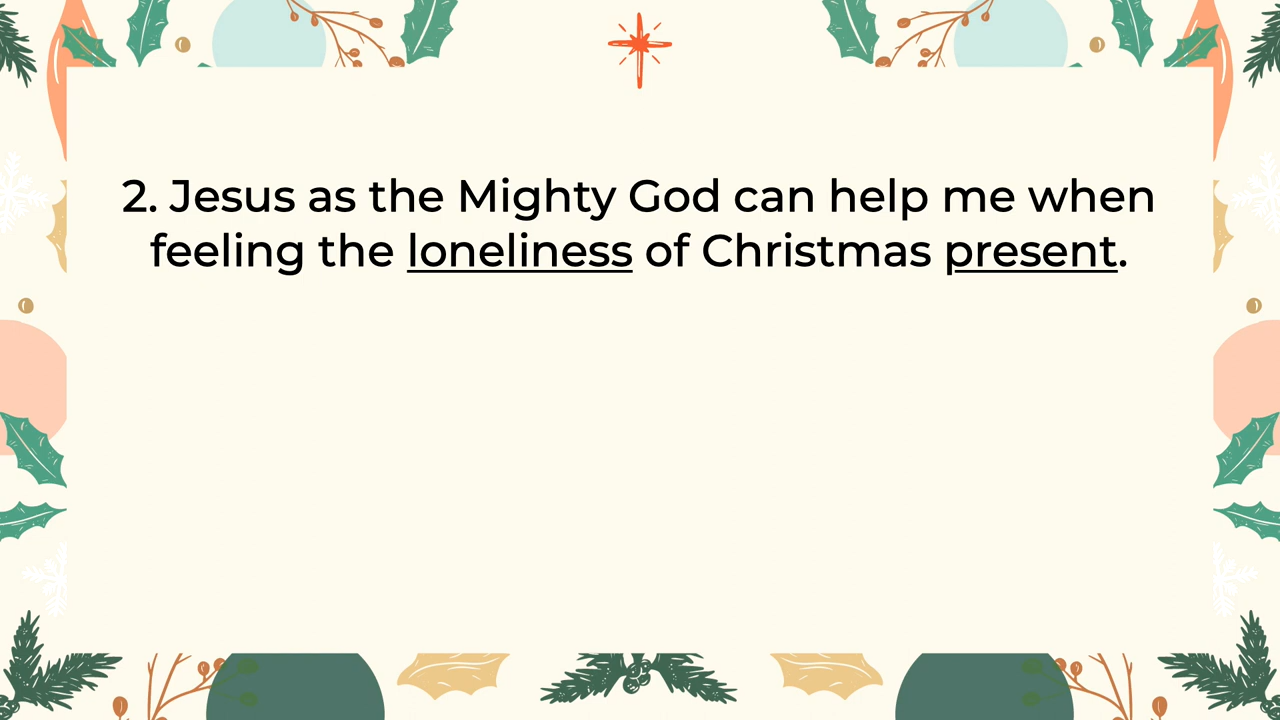 2. Jesus as the Mighty God can help me when
feeling the loneliness of Christmas present.